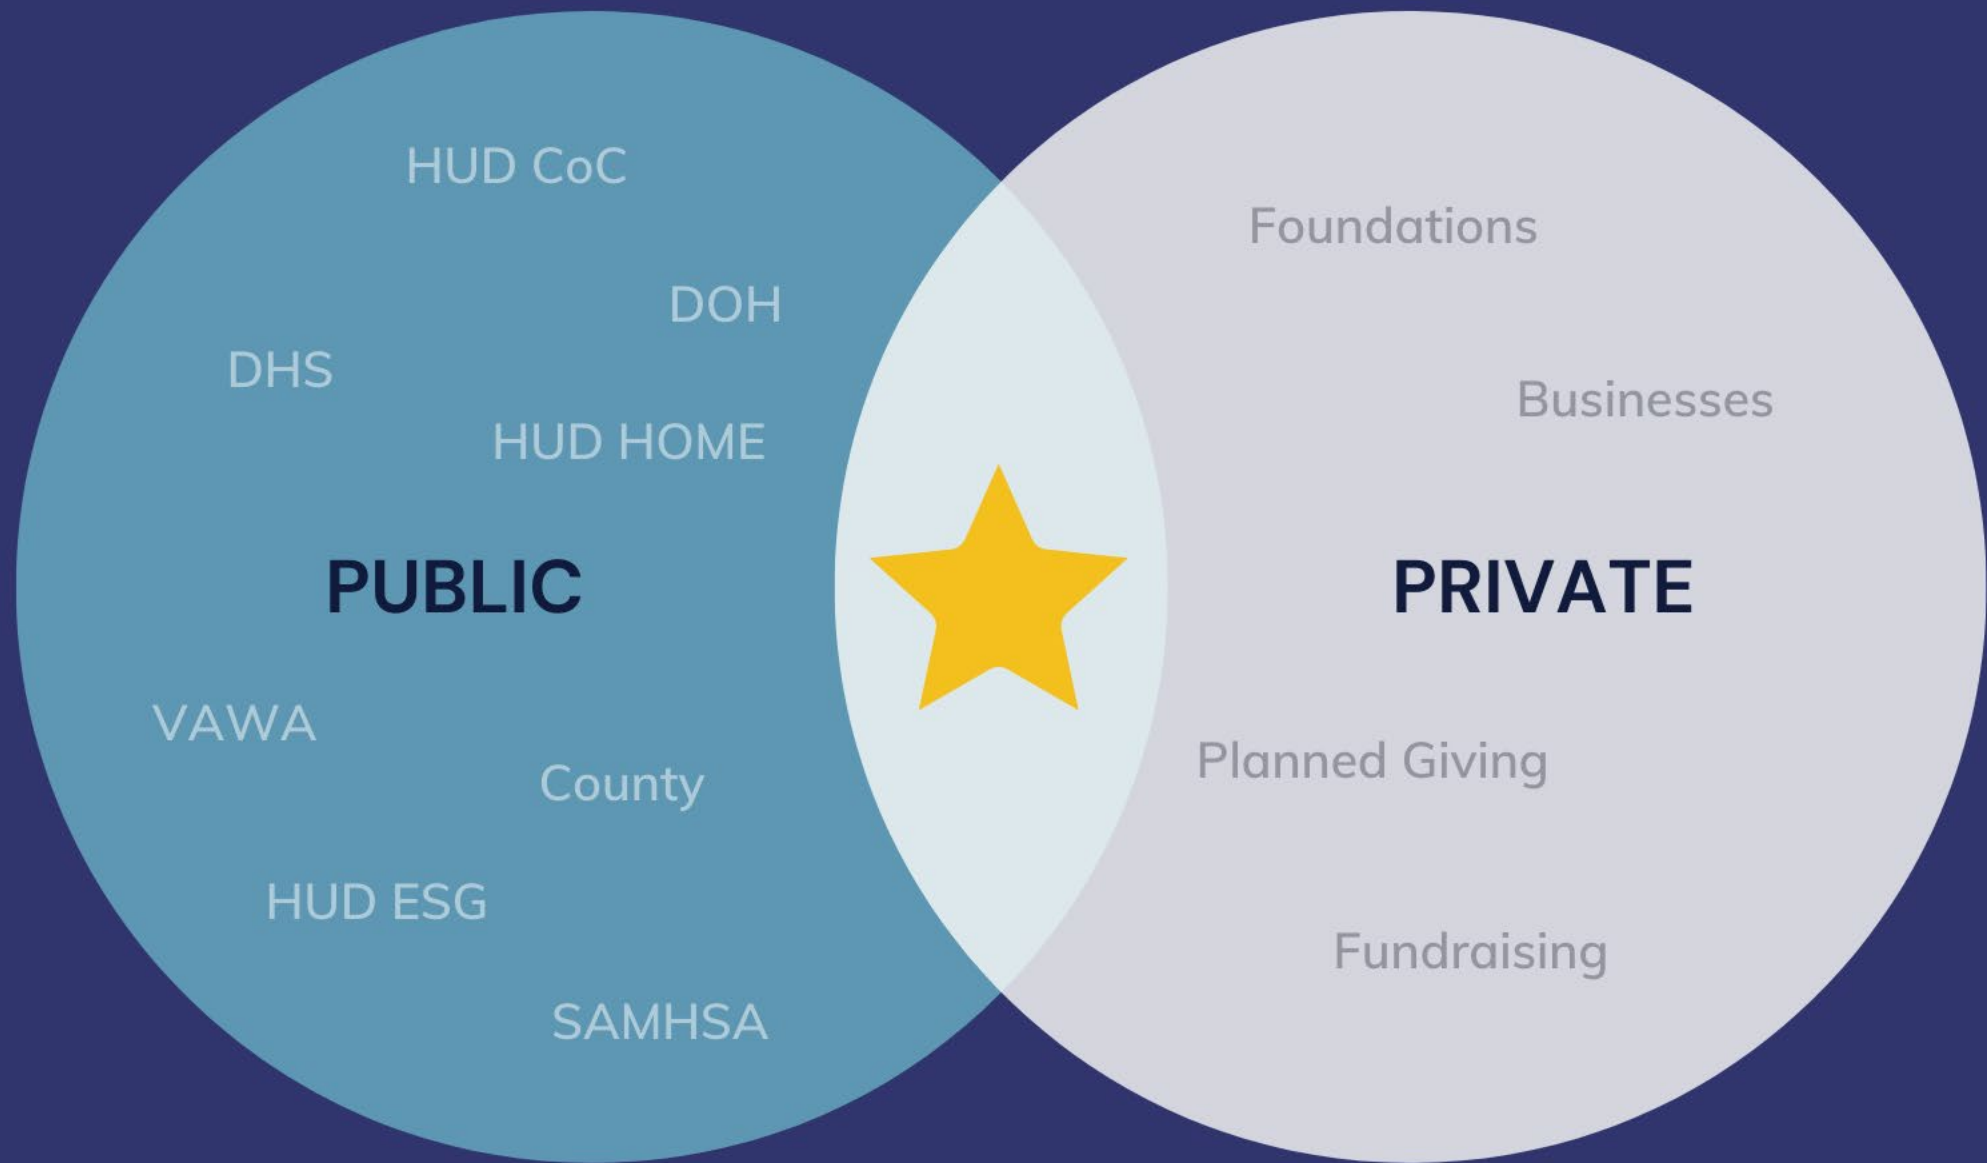 HUD CoC
DOH
DHS
HUD HOME
PUBLIC
VAWA
County
HUD ESG
SAMHSA
Foundations
Businesses
PRIVATE
Planned Giving
Fundraising